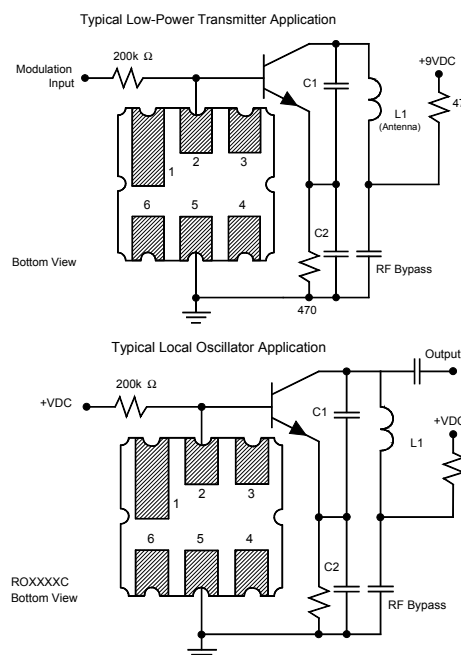 Typical Low-Power Transmitter Application
200k Ω
Modulation
Input
C1
+9VDC
47
L1
(Antenna)
1
2
3
6
5
4
C2
RF Bypass
Bottom View
470
Typical Local Oscillator Application
Output
200k Ω
+VDC
C1
+VDC
L1
1
2
3
6
5
4
C2
ROXXXXC
Bottom View
RF Bypass